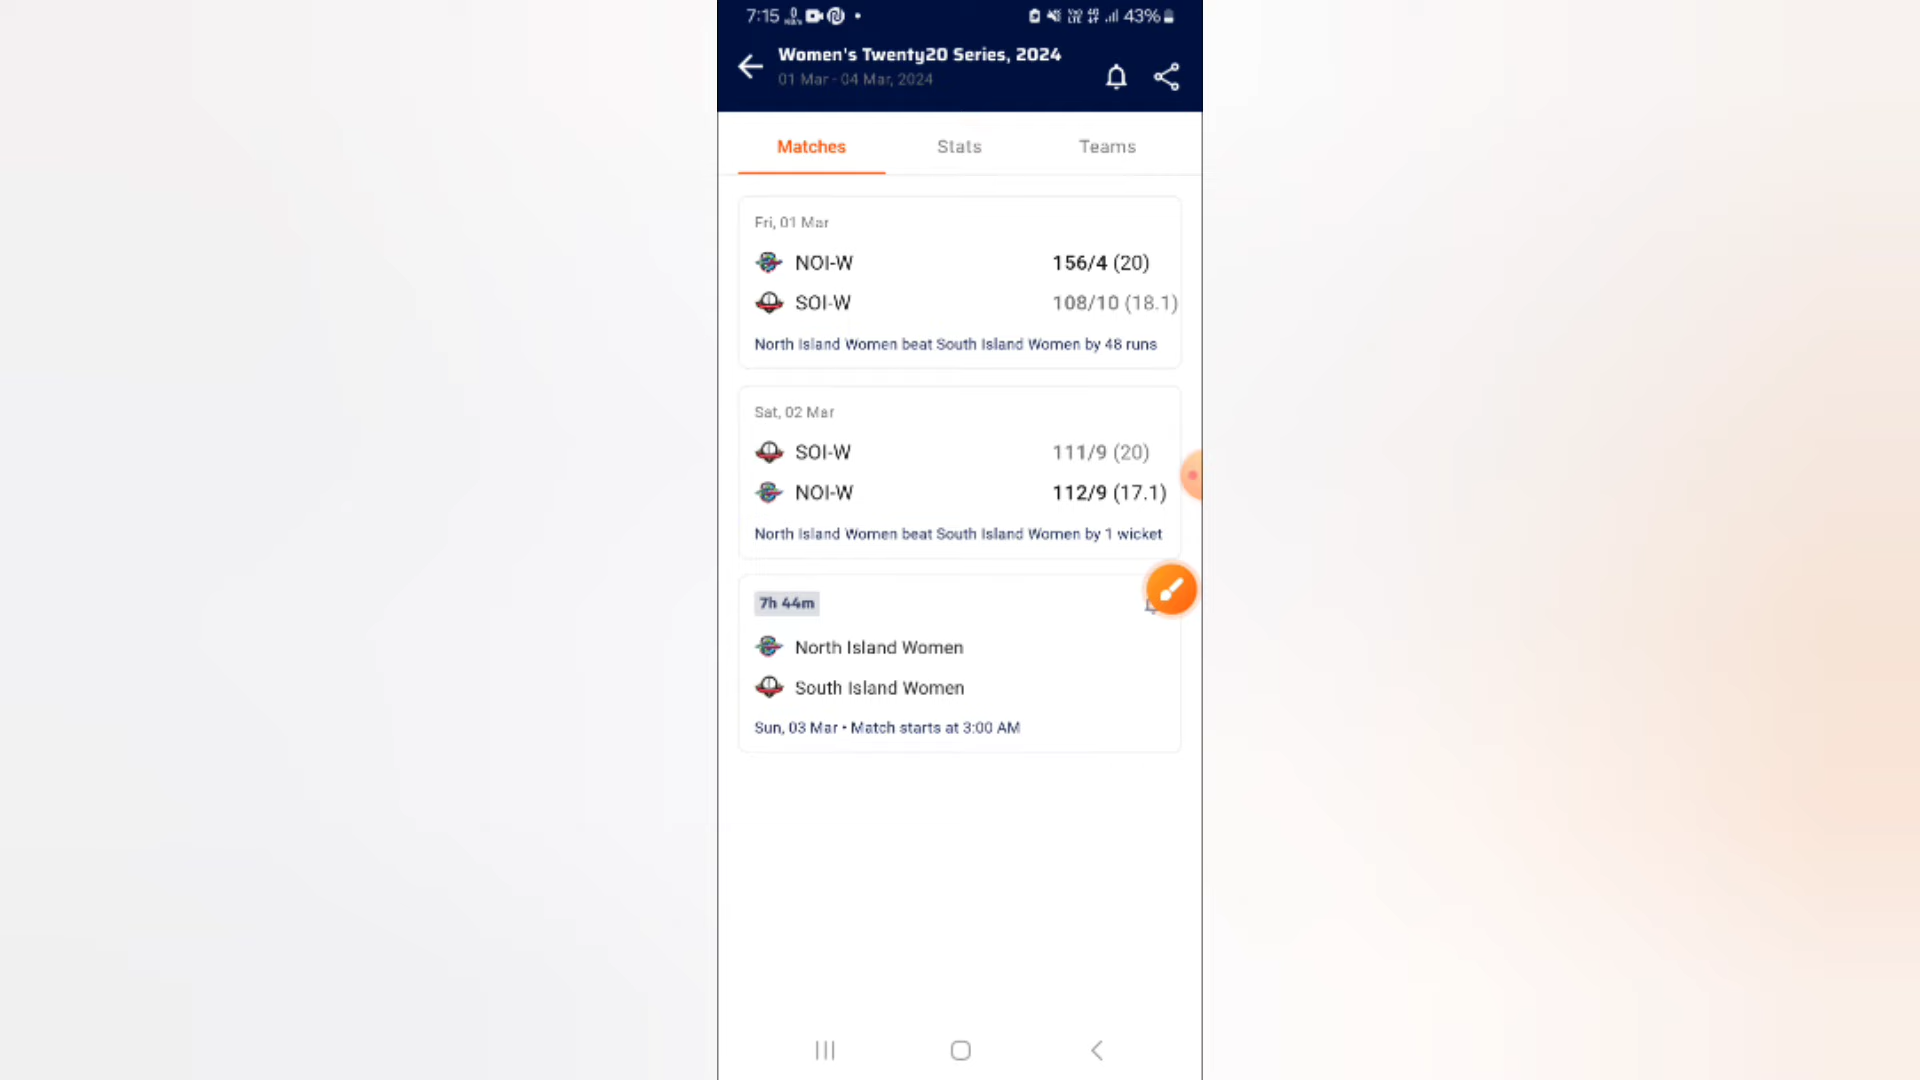 7:15
43%
Women's Twenty20 Series, 2024
01 Mar - 04 Mar, 2024
Matches
Stats
Teams
Fri, 01 Mar
NOI-W 156/4 (20)
SOI-W 108/10 (18.1)
North Island Women beat South Island Women by 48 runs
Sat, 02 Mar
SOI-W 111/9 (20)
NOI-W 112/9 (17.1)
North Island Women beat South Island Women by 1 wicket
7h 44m
North Island Women
South Island Women
Sun, 03 Mar • Match starts at 3:00 AM